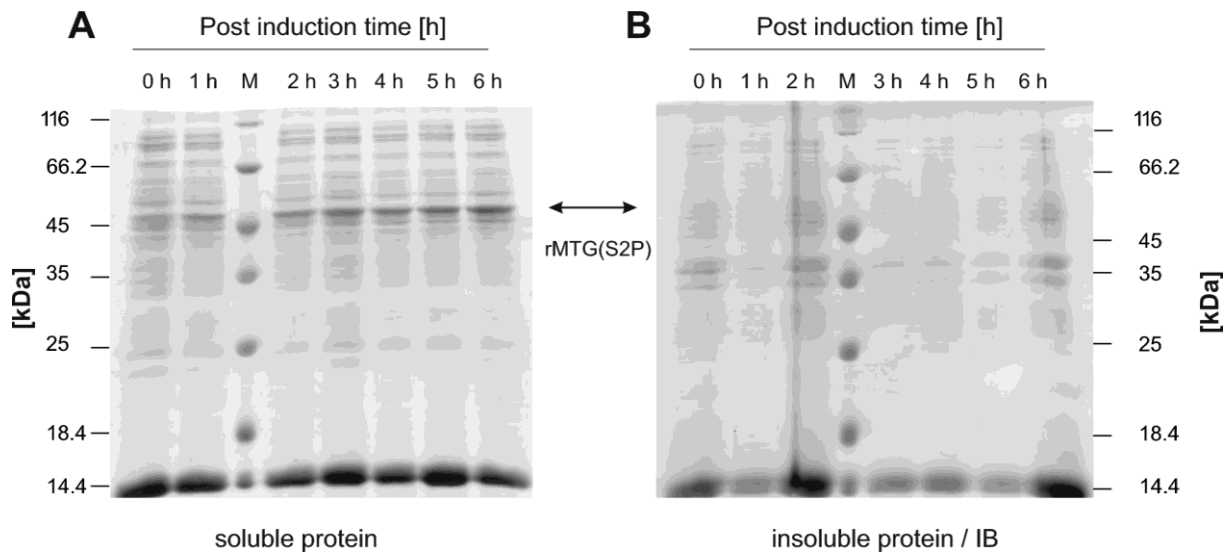 A
Post induction time [h]
0 h 1 h M 2 h 3 h 4 h 5 h 6 h
116
66.2
45
35
25
18.4
14.4
[kDa]
soluble protein
rMTG(S2P)
B
Post induction time [h]
0 h 1 h 2 h M 3 h 4 h 5 h 6 h
116
66.2
45
35
25
18.4
14.4
[kDa]
insoluble protein / IB